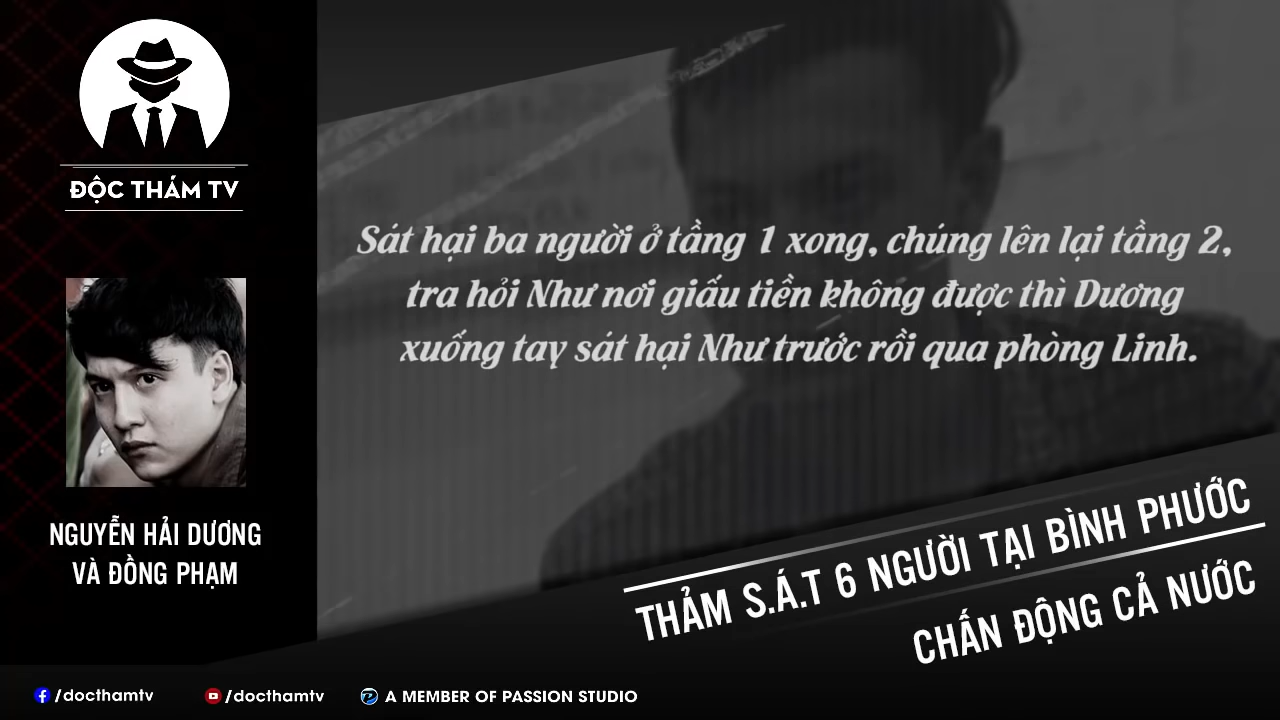 ĐỘC THÁM TV
NGUYỄN HẢI DƯƠNG
VÀ ĐỒNG PHẠM
Sát hại ba người ở tầng 1 xong, chúng lên lại tầng 2,
tra hỏi Như nơi giấu tiền không được thì Dương
xuống tay sát hại Như trước rồi qua phòng Linh.
THẢM S.Á.T 6 NGƯỜI TẠI BÌNH PHƯỚC
CHẤN ĐỘNG CẢ NƯỚC
/docthamtv
/docthamtv
A MEMBER OF PASSION STUDIO